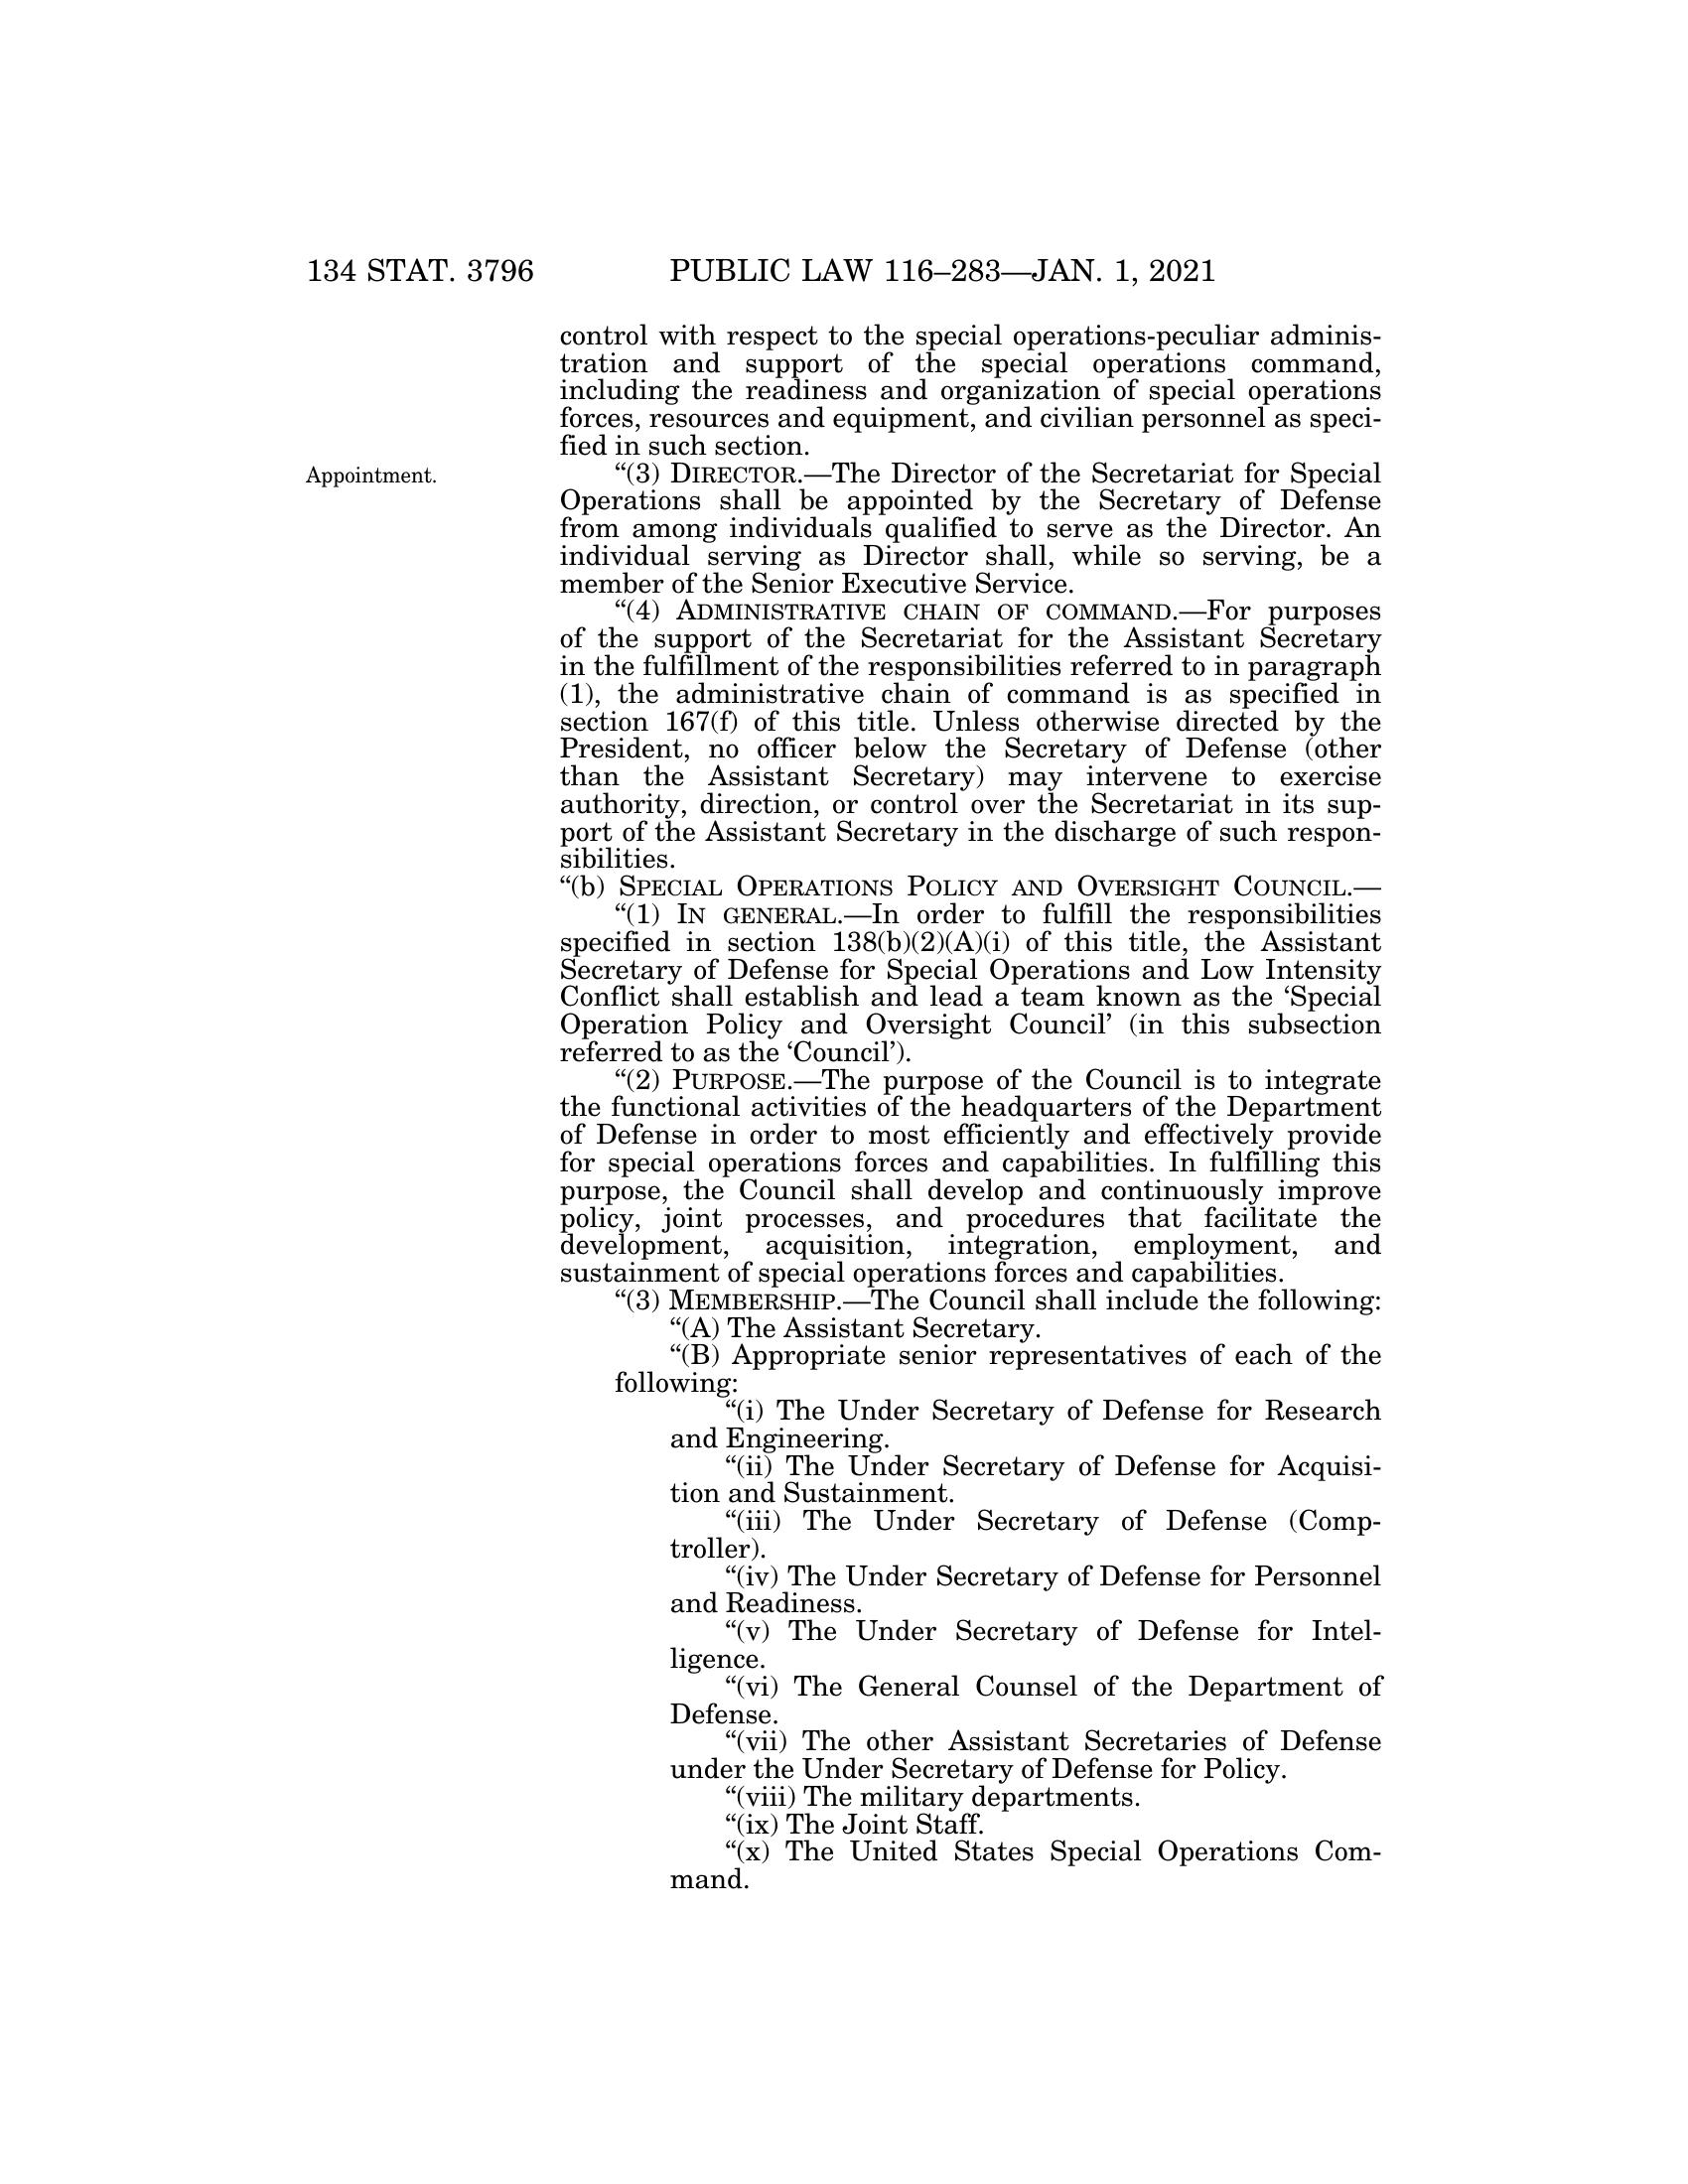 134 STAT. 3796 PUBLIC LAW 116–283—JAN. 1, 2021
control with respect to the special operations-peculiar adminis-
tration and support of the special operations command,
including the readiness and organization of special operations
forces, resources and equipment, and civilian personnel as speci-
fied in such section.
Appointment.
“(3) DIRECTOR.—The Director of the Secretariat for Special
Operations shall be appointed by the Secretary of Defense
from among individuals qualified to serve as the Director. An
individual serving as Director shall, while so serving, be a
member of the Senior Executive Service.
“(4) ADMINISTRATIVE CHAIN OF COMMAND.—For purposes
of the support of the Secretariat for the Assistant Secretary
in the fulfillment of the responsibilities referred to in paragraph
(1), the administrative chain of command is as specified in
section 167(f) of this title. Unless otherwise directed by the
President, no officer below the Secretary of Defense (other
than the Assistant Secretary) may intervene to exercise
authority, direction, or control over the Secretariat in its sup-
port of the Assistant Secretary in the discharge of such respon-
sibilities.
“(b) SPECIAL OPERATIONS POLICY AND OVERSIGHT COUNCIL.—
“(1) IN GENERAL.—In order to fulfill the responsibilities
specified in section 138(b)(2)(A)(i) of this title, the Assistant
Secretary of Defense for Special Operations and Low Intensity
Conflict shall establish and lead a team known as the ‘Special
Operation Policy and Oversight Council’ (in this subsection
referred to as the ‘Council’).
“(2) PURPOSE.—The purpose of the Council is to integrate
the functional activities of the headquarters of the Department
of Defense in order to most efficiently and effectively provide
for special operations forces and capabilities. In fulfilling this
purpose, the Council shall develop and continuously improve
policy, joint processes, and procedures that facilitate the
development, acquisition, integration, employment, and
sustainment of special operations forces and capabilities.
“(3) MEMBERSHIP.—The Council shall include the following:
“(A) The Assistant Secretary.
“(B) Appropriate senior representatives of each of the
following:
“(i) The Under Secretary of Defense for Research
and Engineering.
“(ii) The Under Secretary of Defense for Acquisi-
tion and Sustainment.
“(iii) The Under Secretary of Defense (Comp-
troller).
“(iv) The Under Secretary of Defense for Personnel
and Readiness.
“(v) The Under Secretary of Defense for Intel-
ligence.
“(vi) The General Counsel of the Department of
Defense.
“(vii) The other Assistant Secretaries of Defense
under the Under Secretary of Defense for Policy.
“(viii) The military departments.
“(ix) The Joint Staff.
“(x) The United States Special Operations Com-
mand.